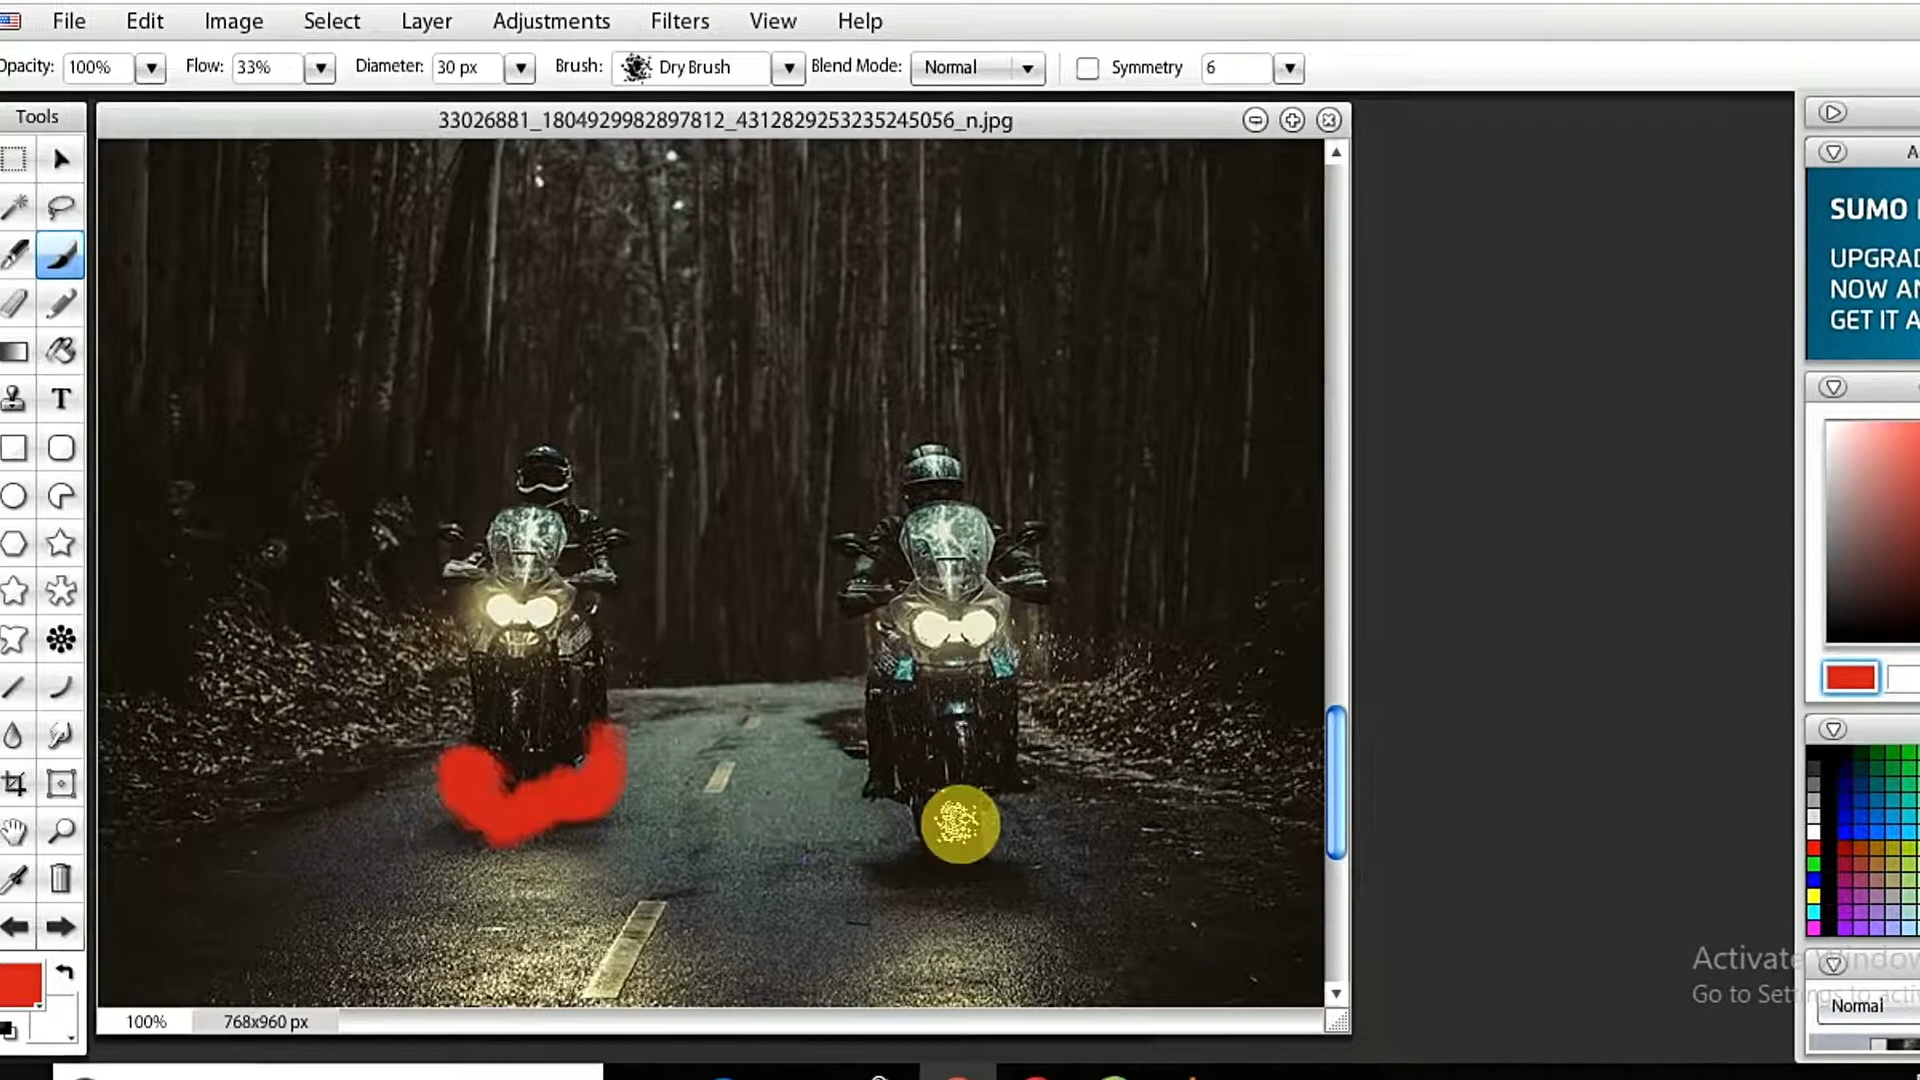 File Edit Image Select Layer Adjustments Filters View Help
Opacity: 100% Flow: 33% Diameter: 30 px Brush: Dry Brush Blend Mode: Normal Symmetry 6
Tools
33026881_1804929982897812_4312829253235245056_n.jpg
T
A
SUMO
UPGRAD
NOW AN
GET IT A
Activate Window
Go to Settings to activ
Normal
100% 768x960 px